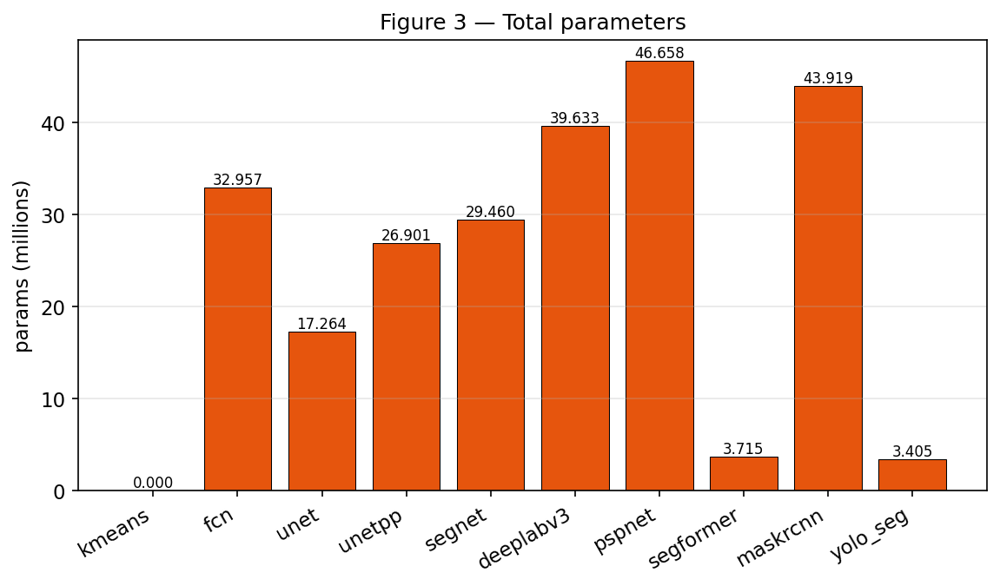 Figure 3 — Total parameters
params (millions)
40
30
20
10
0
0.000
32.957
17.264
26.901
29.460
39.633
46.658
3.715
43.919
3.405
kmeans
fcn
unet
unetpp
segnet
deeplabv3
pspnet
segformer
maskrcnn
yolo_seg